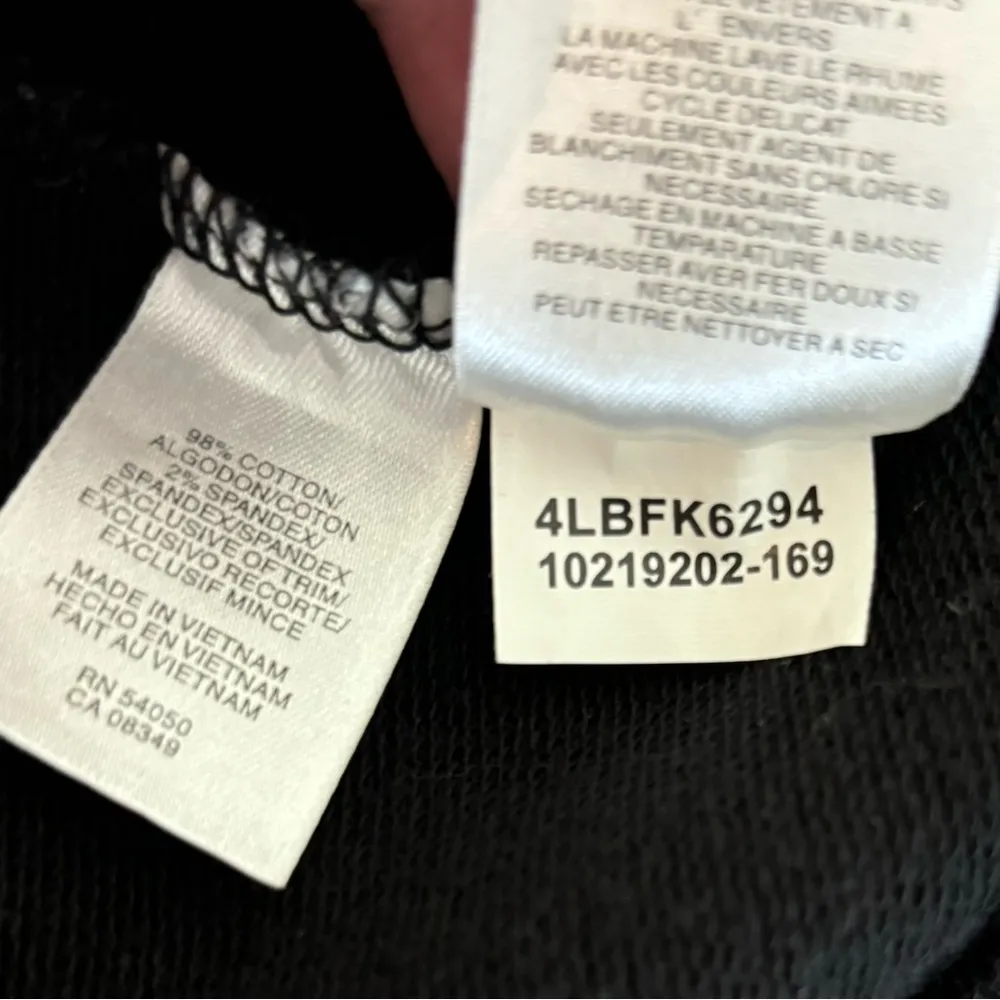 98% COTTON/
ALGODON/COTON
2% SPANDEX/
SPANDEX/SPANDEX
EXCLUSIVE OF TRIM/
EXCLUSIVO RECORTE/
EXCLUSIF MINCE
MADE IN VIETNAM
HECHO EN VIETNAM
FAIT AU VIETNAM
RN 54050
CA 08349
VETEMENT A
L' ENVERS
LA MACHINE LAVE LE RHUME
AVEC LES COULEURS AIMEES
CYCLE DELICAT
SEULEMENT AGENT DE
BLANCHIMENT SANS CHLORE SI
NECESSAIRE
SECHAGE EN MACHINE A BASSE
TEMPARATURE
REPASSER AVER FER DOUX SI
NECESSAIRE
PEUT ETRE NETTOYER A SEC
4LBFK6294
10219202-169